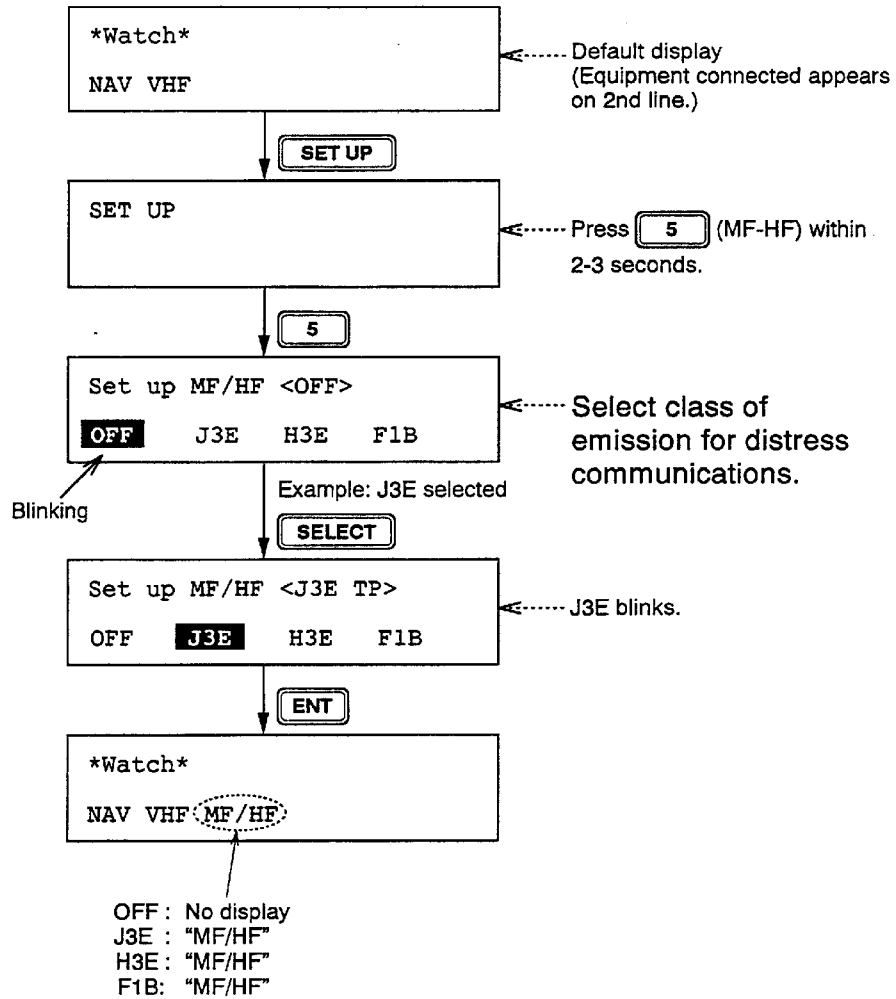 *Watch*
NAV VHF
Default display
(Equipment connected appears
on 2nd line.)
SET UP
SET UP
Press 5 (MF-HF) within
2-3 seconds.
5
Set up MF/HF <OFF>
OFF J3E H3E F1B
Select class of
emission for distress
communications.
Blinking
Example: J3E selected
SELECT
Set up MF/HF <J3E TP>
OFF J3E H3E F1B
J3E blinks.
ENT
*Watch*
NAV VHF MF/HF
OFF : No display
J3E : "MF/HF"
H3E : "MF/HF"
F1B: "MF/HF"